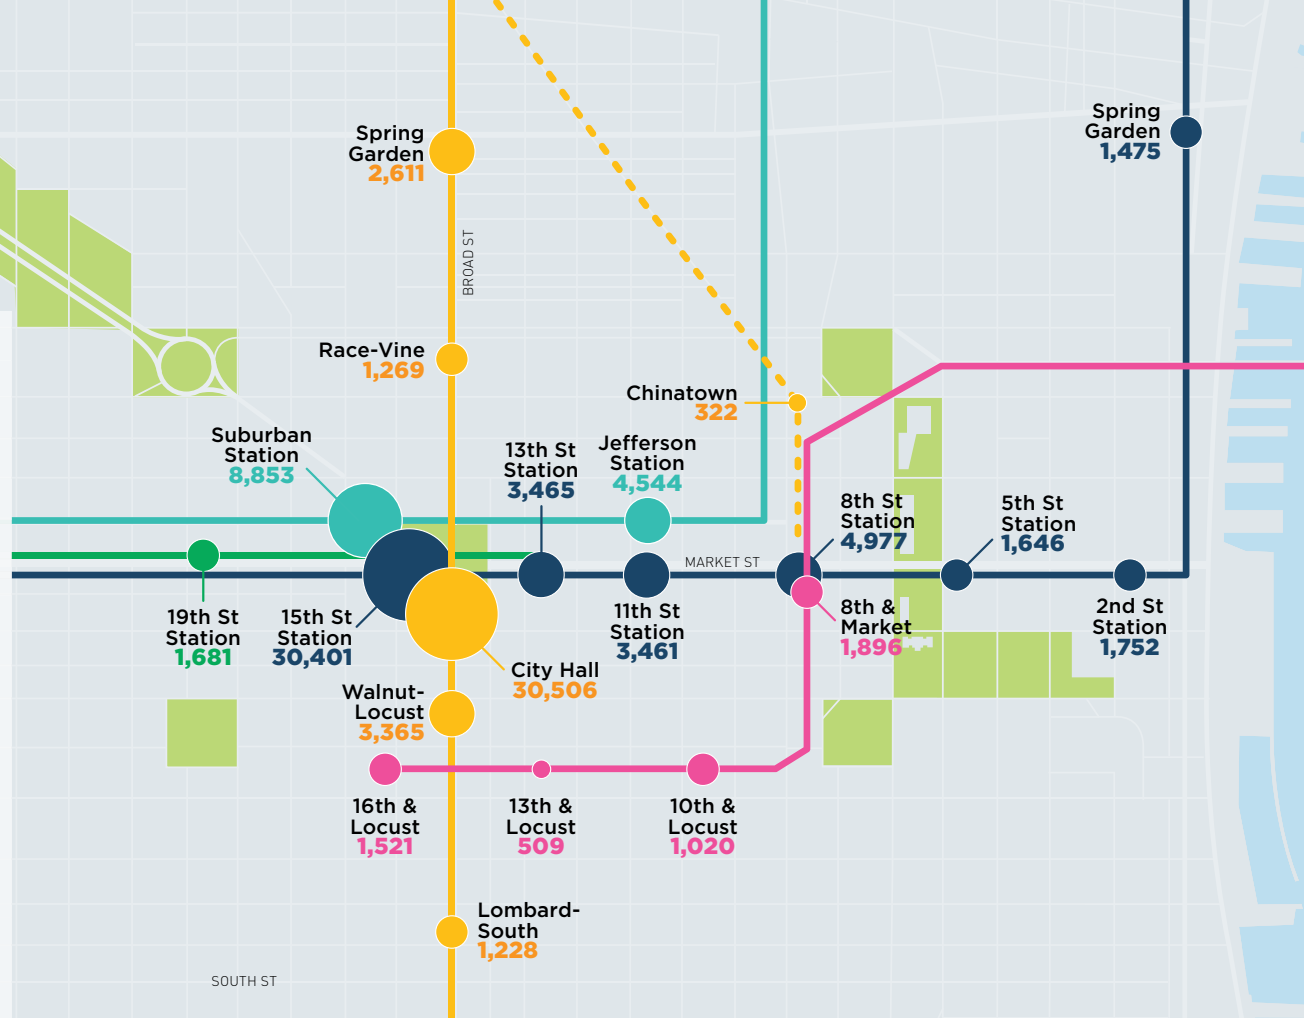 Spring
Garden
2,611
Spring
Garden
1,475
BROAD ST
Race-Vine
1,269
Chinatown
322
Suburban
Station
8,853
13th St
Station
3,465
Jefferson
Station
4,544
8th St
Station
4,977
5th St
Station
1,646
MARKET ST
19th St
Station
1,681
15th St
Station
30,401
11th St
Station
3,461
8th &
Market
1,896
2nd St
Station
1,752
City Hall
30,506
Walnut-
Locust
3,365
16th &
Locust
1,521
13th &
Locust
509
10th &
Locust
1,020
Lombard-
South
1,228
SOUTH ST